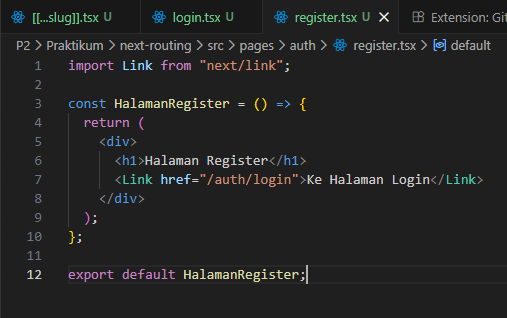 [[...slug]].tsx U login.tsx U register.tsx U Extension: Git
P2 > Praktikum > next-routing > src > pages > auth > register.tsx > default
1 import Link from "next/link";
2
3 const HalamanRegister = () => {
4 return (
5 <div>
6 <h1>Halaman Register</h1>
7 <Link href="/auth/login">Ke Halaman Login</Link>
8 </div>
9 );
10 };
11
12 export default HalamanRegister;